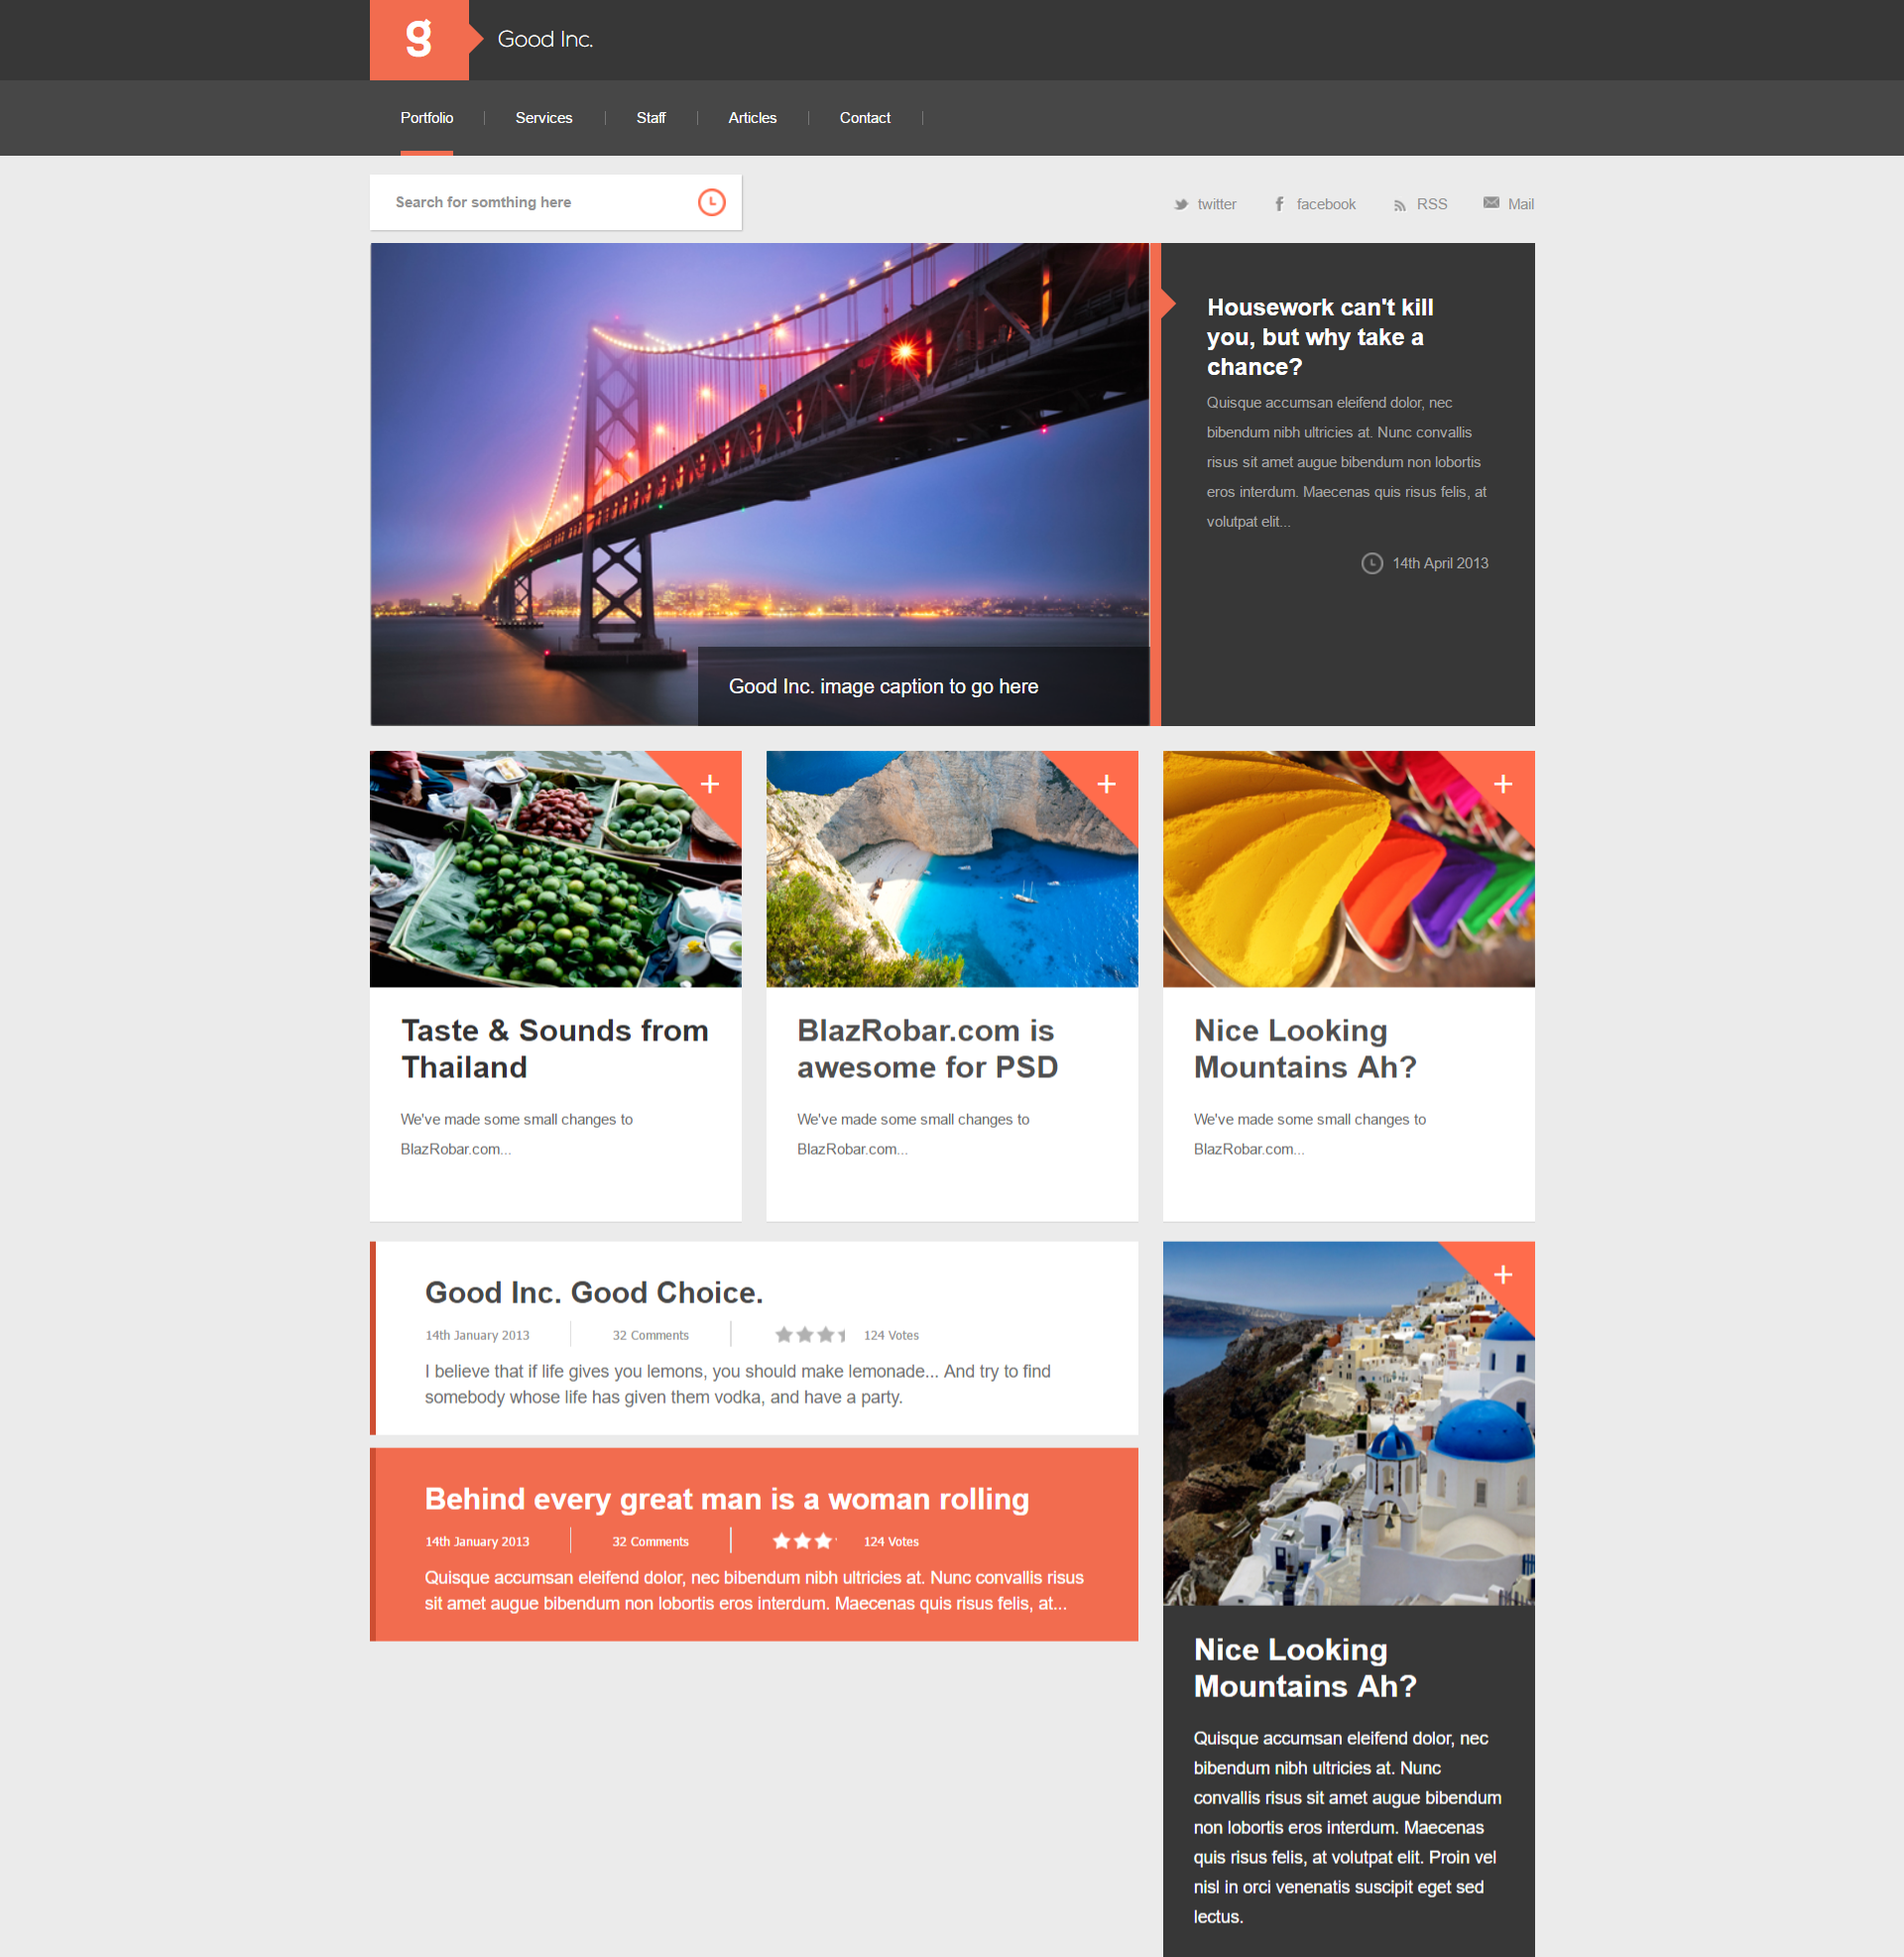 g
Good Inc.
Portfolio
Services
Staff
Articles
Contact
Search for somthing here
twitter
facebook
RSS
Mail
Housework can't kill
you, but why take a
chance?
Quisque accumsan eleifend dolor, nec
bibendum nibh ultricies at. Nunc convallis
risus sit amet augue bibendum non lobortis
eros interdum. Maecenas quis risus felis, at
volutpat elit...
14th April 2013
Good Inc. image caption to go here
Taste & Sounds from
Thailand
We've made some small changes to
BlazRobar.com...
BlazRobar.com is
awesome for PSD
We've made some small changes to
BlazRobar.com...
Nice Looking
Mountains Ah?
We've made some small changes to
BlazRobar.com...
Good Inc. Good Choice.
14th January 2013
32 Comments
124 Votes
I believe that if life gives you lemons, you should make lemonade... And try to find
somebody whose life has given them vodka, and have a party.
Behind every great man is a woman rolling
14th January 2013
32 Comments
124 Votes
Quisque accumsan eleifend dolor, nec bibendum nibh ultricies at. Nunc convallis risus
sit amet augue bibendum non lobortis eros interdum. Maecenas quis risus felis, at...
Nice Looking
Mountains Ah?
Quisque accumsan eleifend dolor, nec
bibendum nibh ultricies at. Nunc
convallis risus sit amet augue bibendum
non lobortis eros interdum. Maecenas
quis risus felis, at volutpat elit. Proin vel
nisl in orci venenatis suscipit eget sed
lectus.